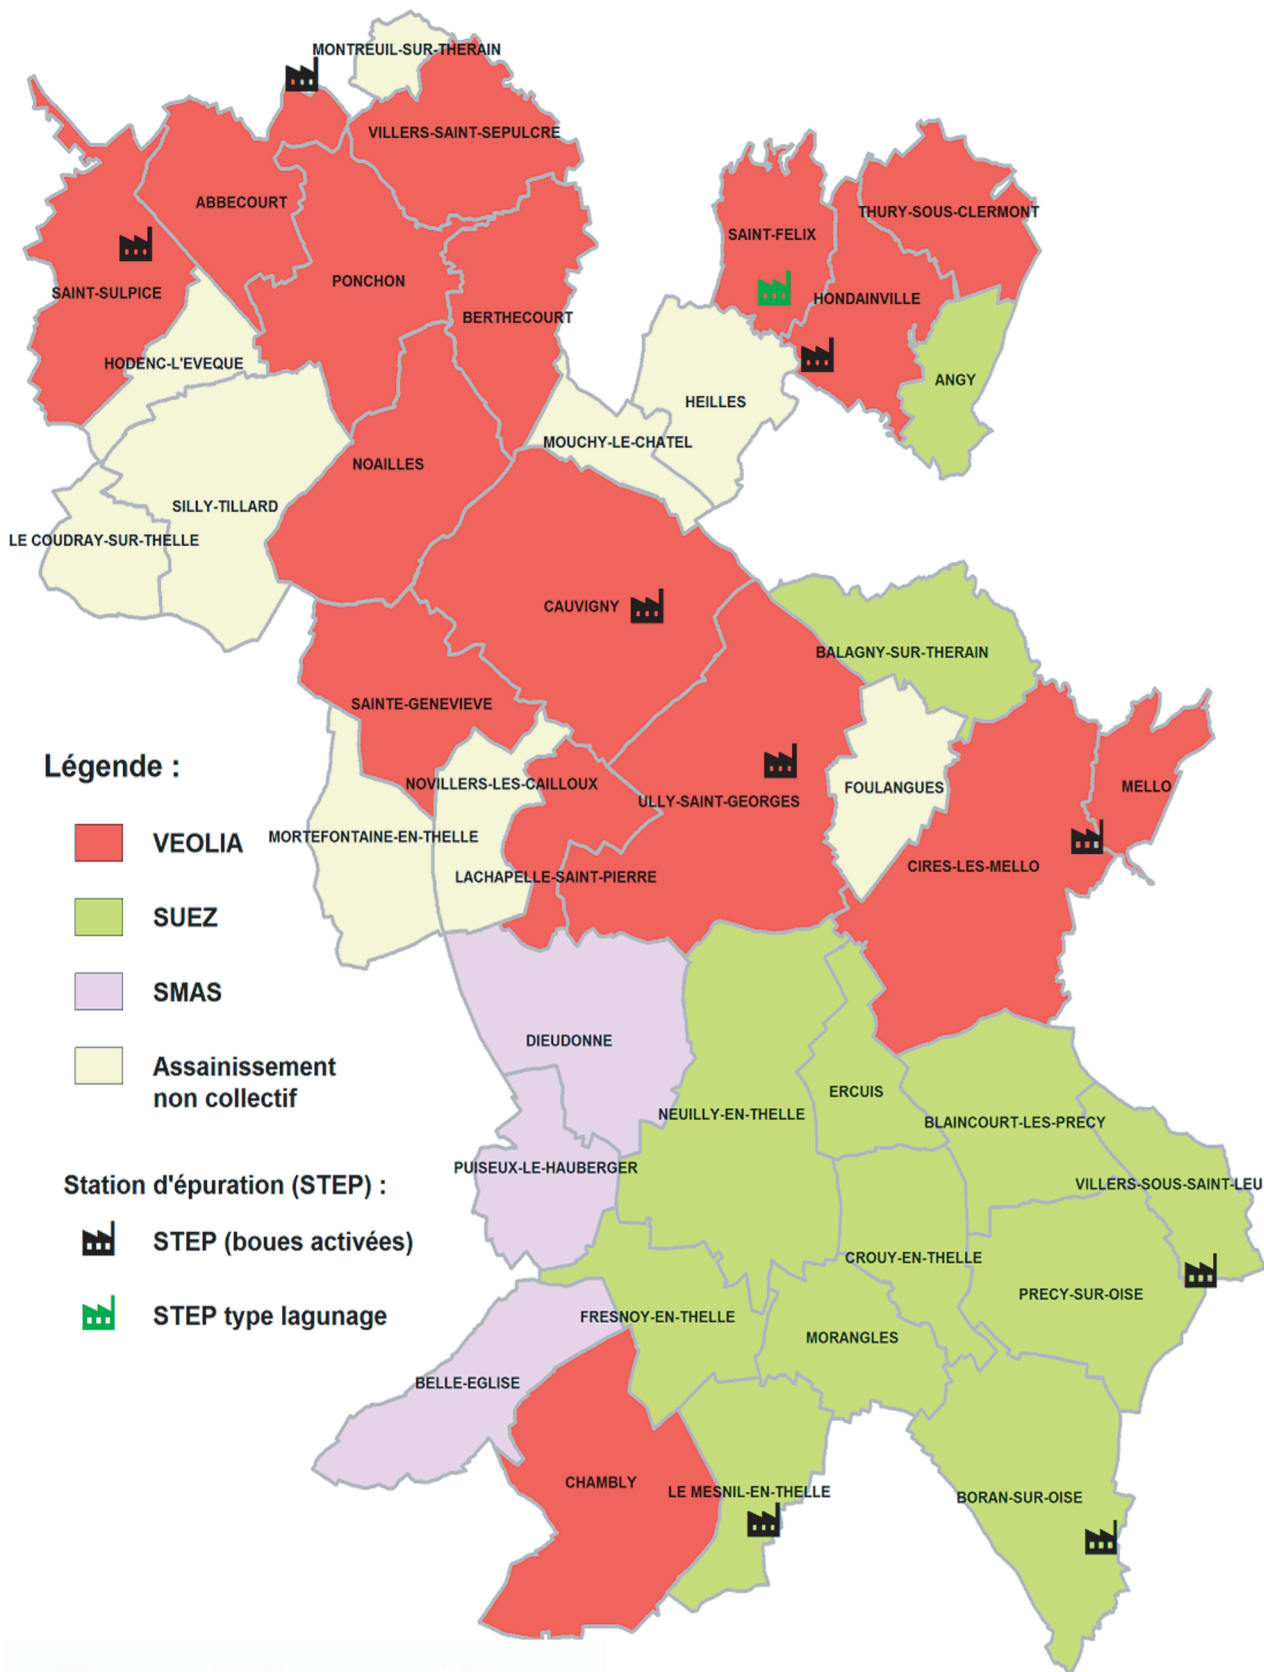 MONTREUIL-SUR-THERAIN
VILLERS-SAINT-SEPULCRE
ABBECOURT
THURY-SOUS-CLERMONT
SAINT-FELIX
PONCHON
SAINT-SULPICE
HONDAINVILLE
BERTHECOURT
HODENC-L'EVEQUE
ANGY
HEILLES
MOUCHY-LE-CHATEL
NOAILLES
SILLY-TILLARD
LE COUDRAY-SUR-THELLE
CAUVIGNY
BALAGNY-SUR-THERAIN
SAINTE-GENEVIEVE
NOVILLERS-LES-CAILLOUX
FOULANGUES
MELLO
ULLY-SAINT-GEORGES
MORTEFONTAINE-EN-THELLE
CIRES-LES-MELLO
LACHAPELLE-SAINT-PIERRE
DIEUDONNE
ERCUIS
NEUILLY-EN-THELLE
BLAINCOURT-LES-PRECY
PUISEUX-LE-HAUBERGER
VILLERS-SOUS-SAINT-LEU
CROUY-EN-THELLE
PRECY-SUR-OISE
FRESNOY-EN-THELLE
MORANGLES
BELLE-EGLISE
CHAMBLY
LE MESNIL-EN-THELLE
BORAN-SUR-OISE
Légende :
VEOLIA
SUEZ
SMAS
Assainissement
non collectif
Station d'épuration (STEP) :
STEP (boues activées)
STEP type lagunage